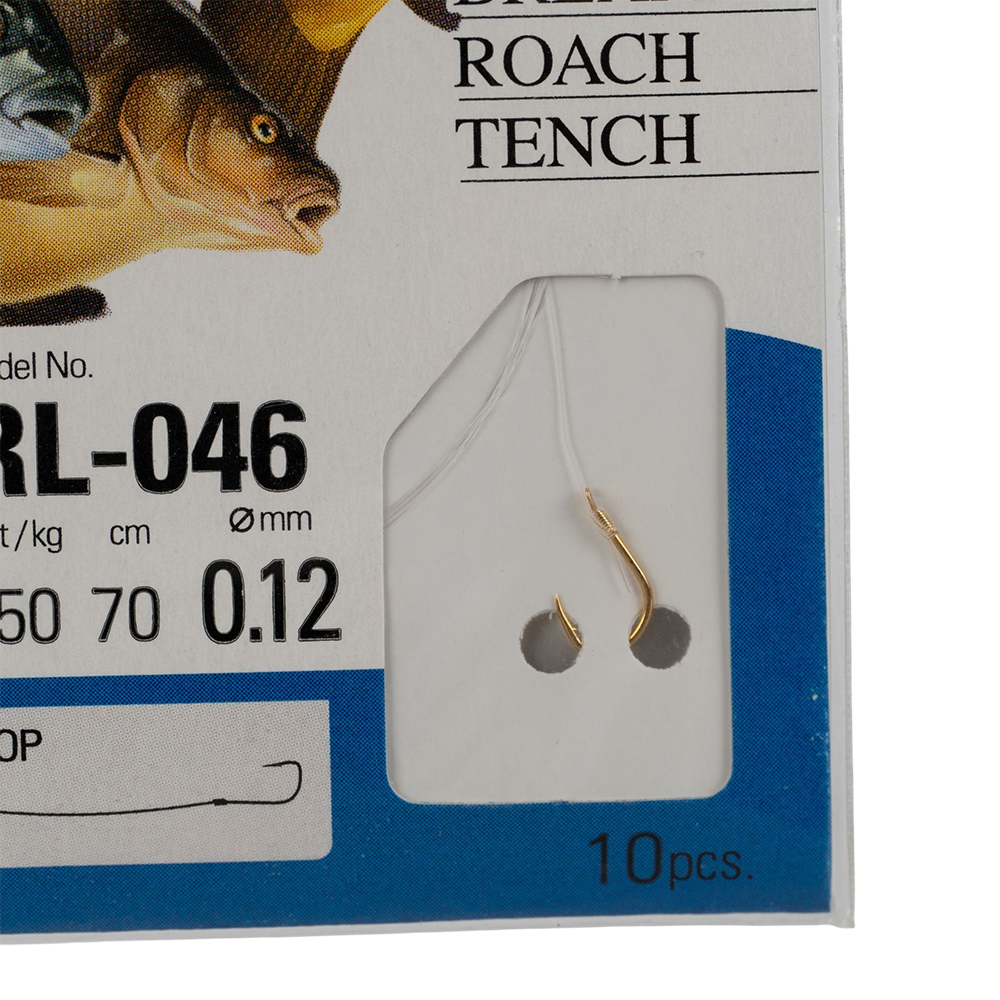 ROACH
TENCH
del No.
RL-046
t/kg cm Ømm
50 70 0.12
OP
10pcs.